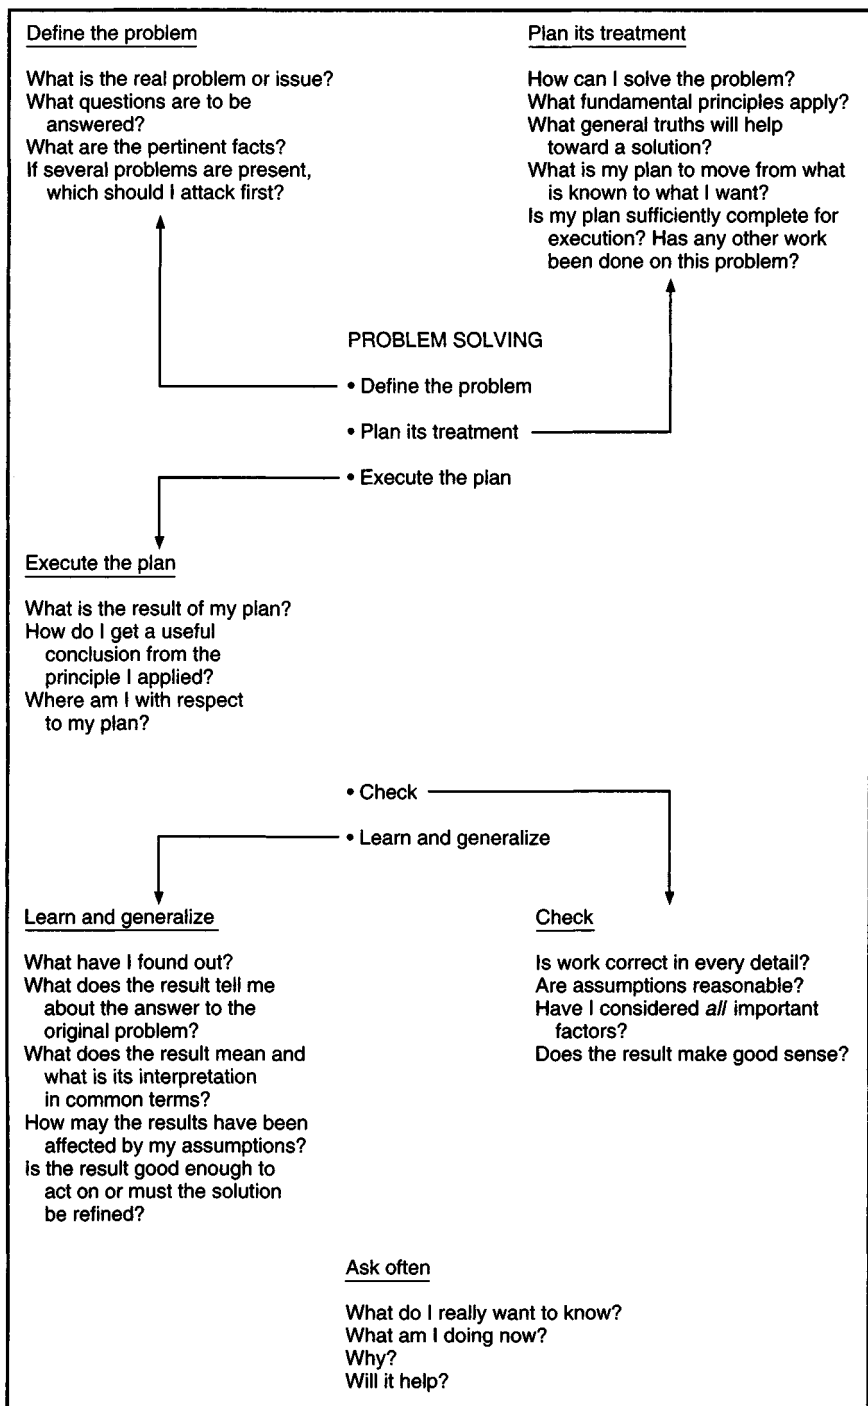 Define the problem
What is the real problem or issue?
What questions are to be
answered?
What are the pertinent facts?
If several problems are present,
which should I attack first?
Plan its treatment
How can I solve the problem?
What fundamental principles apply?
What general truths will help
toward a solution?
What is my plan to move from what
is known to what I want?
Is my plan sufficiently complete for
execution? Has any other work
been done on this problem?
PROBLEM SOLVING
• Define the problem
• Plan its treatment
• Execute the plan
Execute the plan
What is the result of my plan?
How do I get a useful
conclusion from the
principle I applied?
Where am I with respect
to my plan?
• Check
• Learn and generalize
Learn and generalize
What have I found out?
What does the result tell me
about the answer to the
original problem?
What does the result mean and
what is its interpretation
in common terms?
How may the results have been
affected by my assumptions?
Is the result good enough to
act on or must the solution
be refined?
Check
Is work correct in every detail?
Are assumptions reasonable?
Have I considered all important
factors?
Does the result make good sense?
Ask often
What do I really want to know?
What am I doing now?
Why?
Will it help?